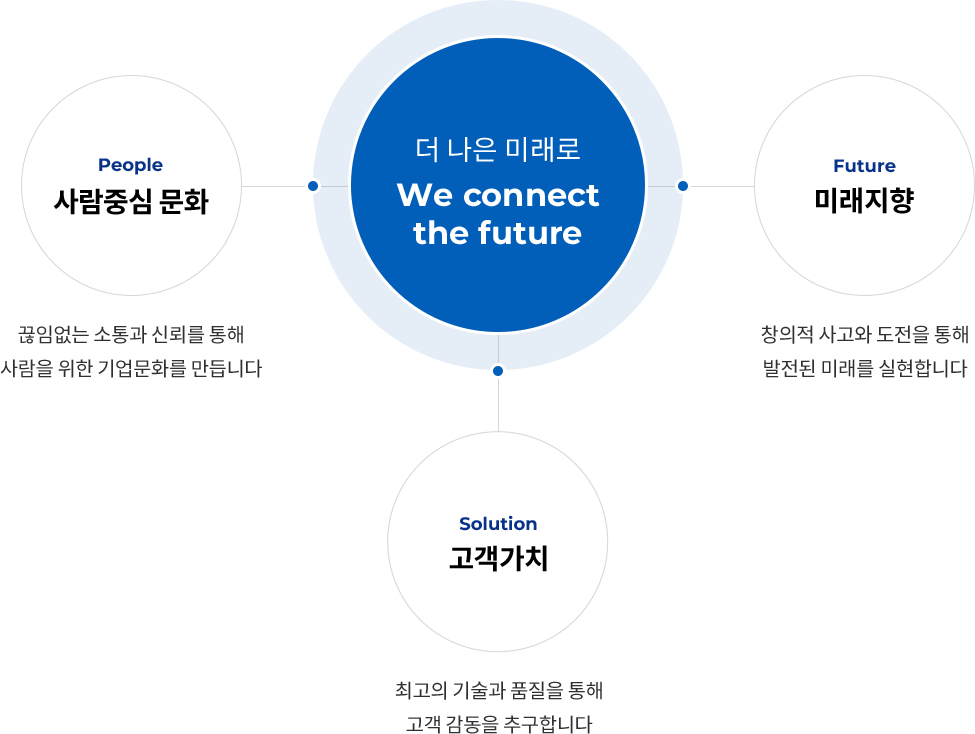 더 나은 미래로
We connect
the future
People
사람중심 문화
끊임없는 소통과 신뢰를 통해
사람을 위한 기업문화를 만듭니다
Future
미래지향
창의적 사고와 도전을 통해
발전된 미래를 실현합니다
Solution
고객가치
최고의 기술과 품질을 통해
고객 감동을 추구합니다